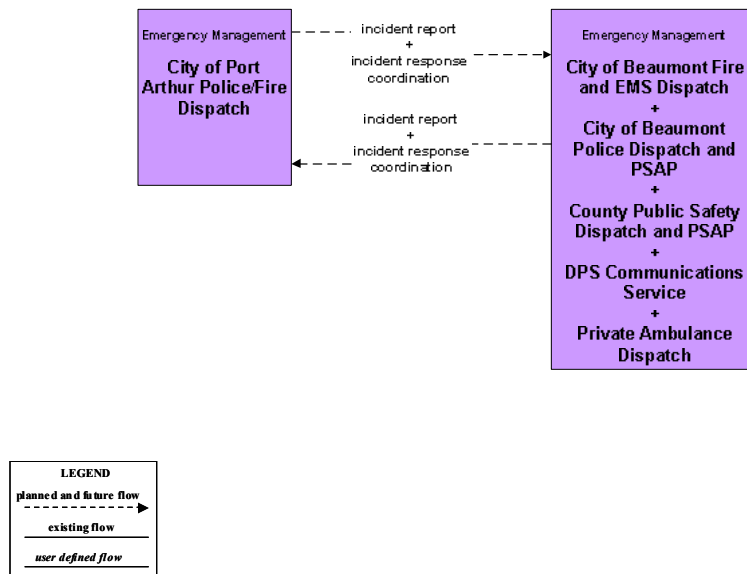 Emergency Management
City of Port
Arthur Police/Fire
Dispatch
incident report
+
incident response
coordination
incident report
+
incident response
coordination
Emergency Management
City of Beaumont Fire
and EMS Dispatch
+
City of Beaumont
Police Dispatch and
PSAP
+
County Public Safety
Dispatch and PSAP
+
DPS Communications
Service
+
Private Ambulance
Dispatch
LEGEND
planned and future flow
existing flow
user defined flow